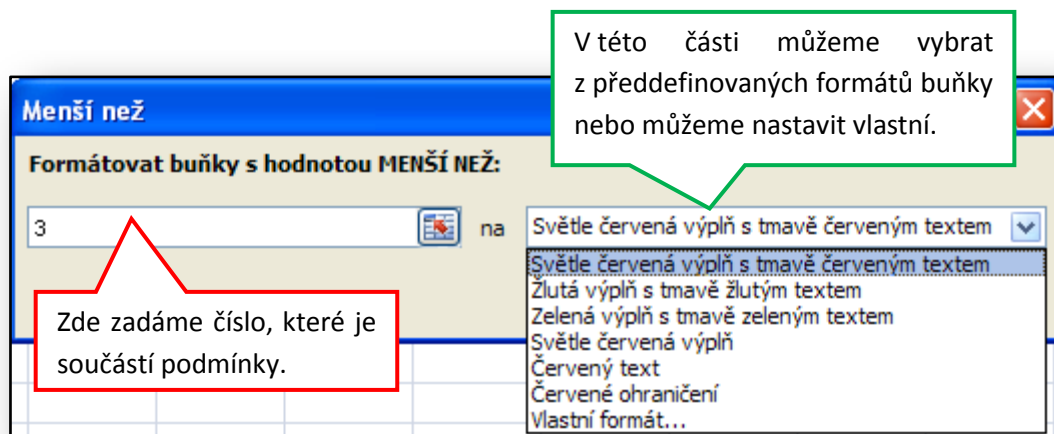 V této části můžeme vybrat
z předdefinovaných formátů buňky
nebo můžeme nastavit vlastní.
Menší než
Formátovat buňky s hodnotou MENŠÍ NEŽ:
3 na Světle červená výplň s tmavě červeným textem
Světle červená výplň s tmavě červeným textem
Žlutá výplň s tmavě žlutým textem
Zelená výplň s tmavě zeleným textem
Světle červená výplň
Červený text
Červené ohraničení
Vlastní formát...
Zde zadáme číslo, které je
součástí podmínky.